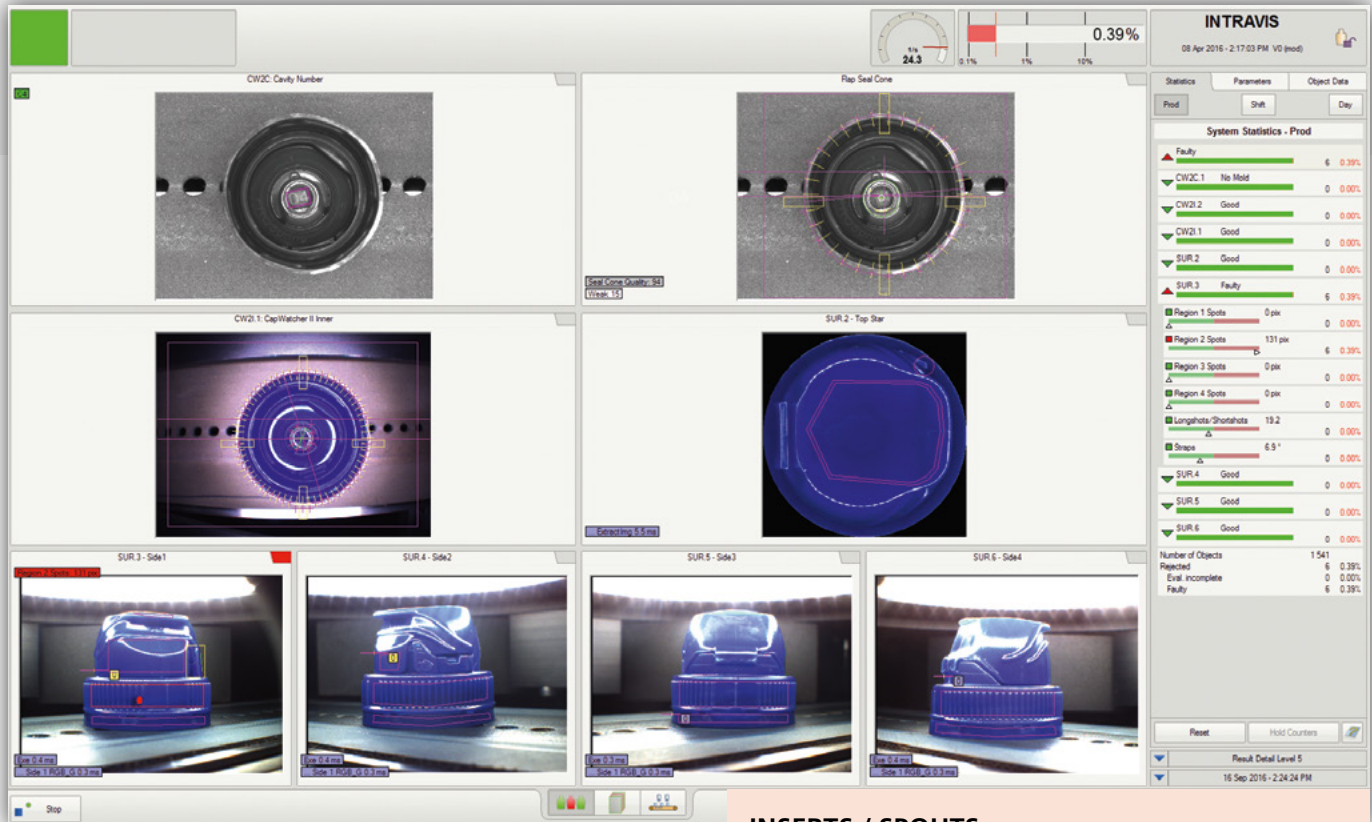 INTRAVIS
08 Apr 2016 - 2:17:03 PM V0 (mod)
1/s
24.3
0.1% 1% 10%
0.39%
CW2C: Cavity Number
04
04
Flap Seal Cone
Seal Cone Quality: 94
Weak: 15
CW2I.1: CapWatcher II Inner
SUR.2 - Top Star
Extract Img 5.5 ms
SUR.3 - Side1
Region 2 Spots: 131 pix
0
Exe 0.4 ms
Side 1 RGB_G 0.3 ms
SUR.4 - Side2
0
Exe 0.4 ms
Side 1 RGB_G 0.3 ms
SUR.5 - Side3
0
Exe 0.3 ms
Side 1 RGB_G 0.3 ms
SUR.6 - Side4
0
Exe 0.4 ms
Side 1 RGB_G 0.3 ms
Statistics Parameters Object Data
Prod Shift Day
System Statistics - Prod
Faulty
6 0.39%
CW2C.1 No Mold
0 0.00%
CW2I.2 Good
0 0.00%
CW2I.1 Good
0 0.00%
SUR.2 Good
0 0.00%
SUR.3 Faulty
6 0.39%
Region 1 Spots 0 pix
0 0.00%
Region 2 Spots 131 pix
6 0.39%
Region 3 Spots 0 pix
0 0.00%
Region 4 Spots 0 pix
0 0.00%
Longshots/Shortshots 19.2
0 0.00%
Straps 6.9 °
0 0.00%
SUR.4 Good
0 0.00%
SUR.5 Good
0 0.00%
SUR.6 Good
0 0.00%
Number of Objects 1 541
Rejected 6 0.39%
Eval. incomplete 0 0.00%
Faulty 6 0.39%
Reset Hold Counters
Result Detail Level 5
16 Sep 2016 - 2:24:24 PM
Stop